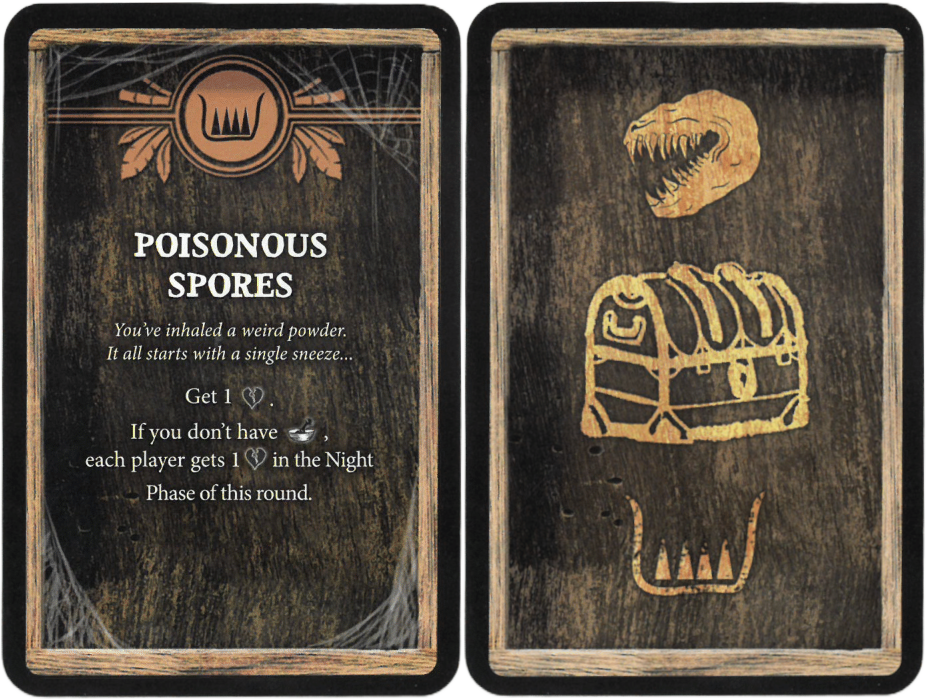 POISONOUS
SPORES
You've inhaled a weird powder.
It all starts with a single sneeze...
Get 1 .
If you don't have ,
each player gets 1 in the Night
Phase of this round.